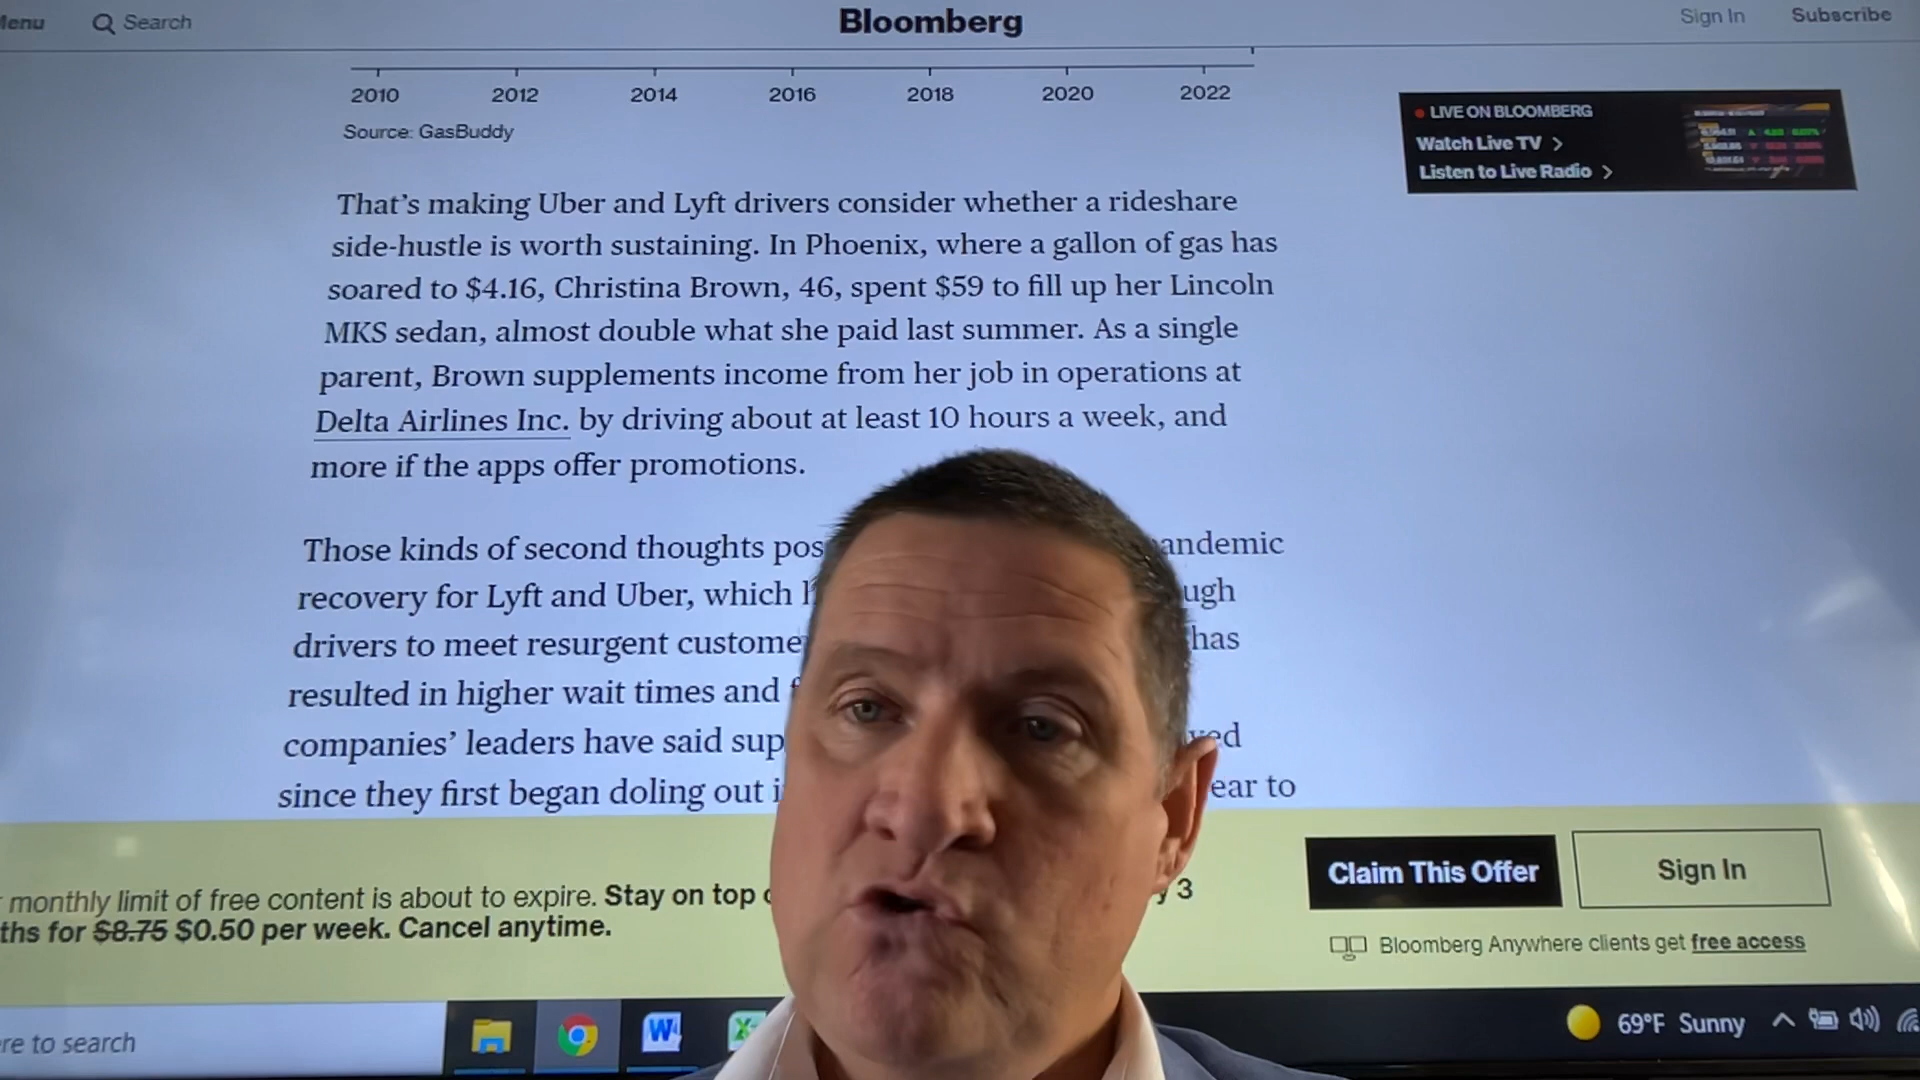 Menu
Search
Bloomberg
Sign In
Subscribe
2010 2012 2014 2016 2018 2020 2022
Source: GasBuddy
LIVE ON BLOOMBERG
Watch Live TV >
Listen to Live Radio >
That's making Uber and Lyft drivers consider whether a rideshare
side-hustle is worth sustaining. In Phoenix, where a gallon of gas has
soared to $4.16, Christina Brown, 46, spent $59 to fill up her Lincoln
MKS sedan, almost double what she paid last summer. As a single
parent, Brown supplements income from her job in operations at
Delta Airlines Inc. by driving about at least 10 hours a week, and
more if the apps offer promotions.
Those kinds of second thoughts pos andemic
recovery for Lyft and Uber, which ugh
drivers to meet resurgent custome has
resulted in higher wait times and
companies' leaders have said sup
since they first began doling out ear to
monthly limit of free content is about to expire. Stay on top 3
ths for $8.75 $0.50 per week. Cancel anytime.
Claim This Offer
Sign In
Bloomberg Anywhere clients get free access
re to search
69°F Sunny